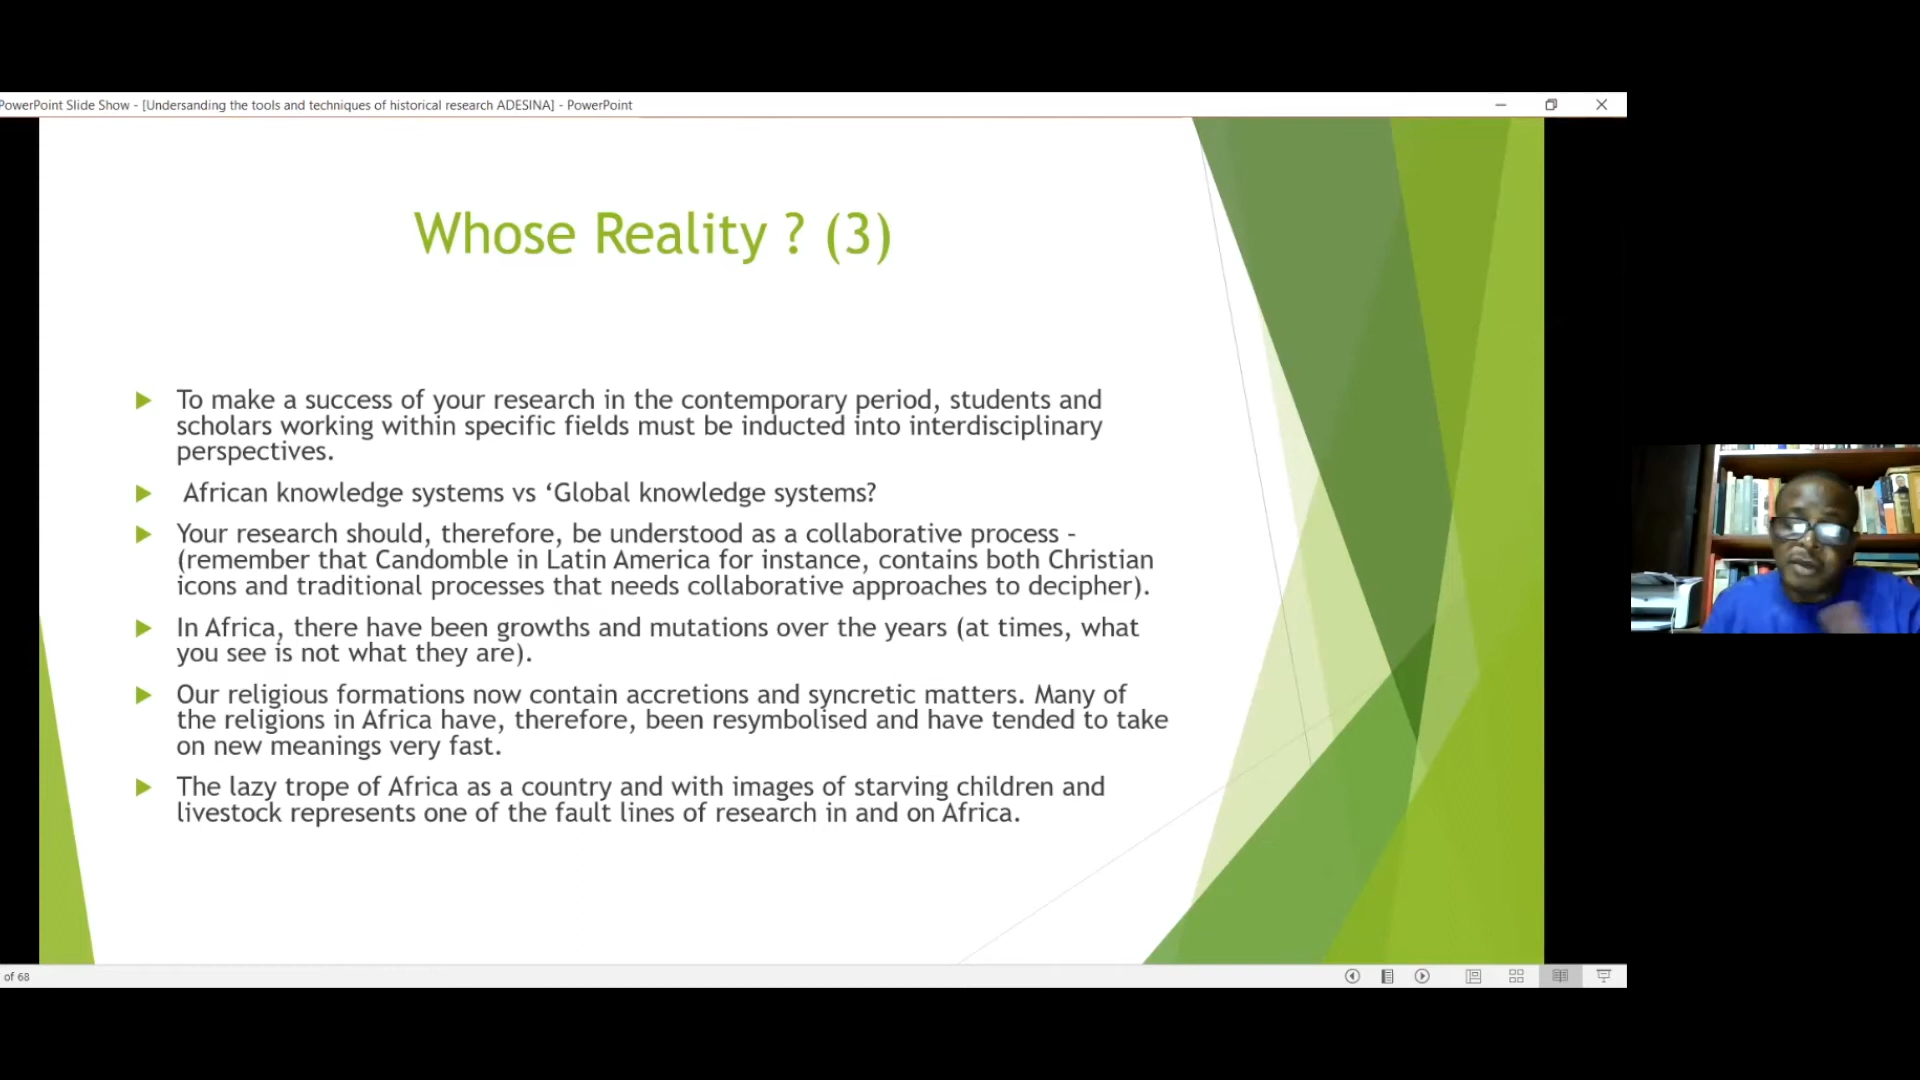 PowerPoint Slide Show - [Undersanding the tools and techniques of historical research ADESINA] - PowerPoint
Whose Reality ? (3)
To make a success of your research in the contemporary period, students and
scholars working within specific fields must be inducted into interdisciplinary
perspectives.
African knowledge systems vs ‘Global knowledge systems?
Your research should, therefore, be understood as a collaborative process –
(remember that Candomble in Latin America for instance, contains both Christian
icons and traditional processes that needs collaborative approaches to decipher).
In Africa, there have been growths and mutations over the years (at times, what
you see is not what they are).
Our religious formations now contain accretions and syncretic matters. Many of
the religions in Africa have, therefore, been resymbolised and have tended to take
on new meanings very fast.
The lazy trope of Africa as a country and with images of starving children and
livestock represents one of the fault lines of research in and on Africa.
of 68